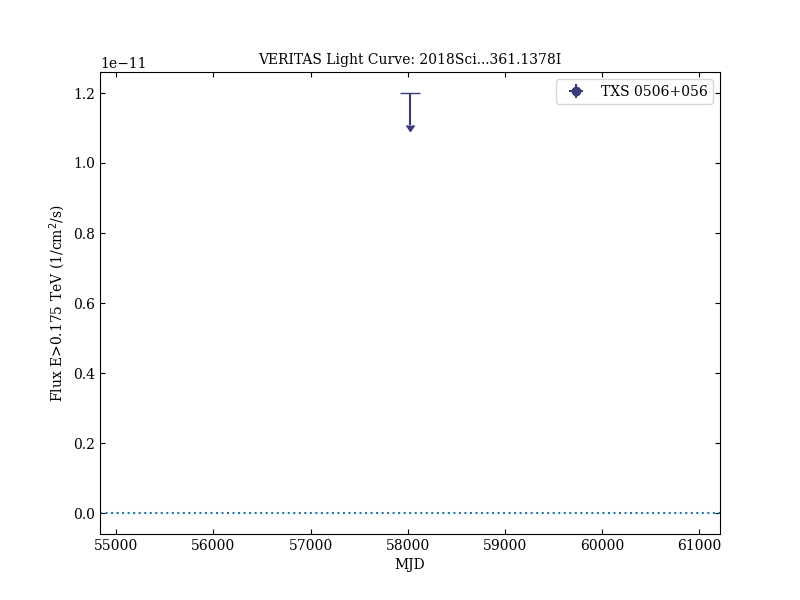 VERITAS Light Curve: 2018Sci...361.1378I
1e−11
TXS 0506+056
1.2
1.0
0.8
0.6
0.4
0.2
0.0
Flux E>0.175 TeV (1/cm²/s)
55000 56000 57000 58000 59000 60000 61000
MJD